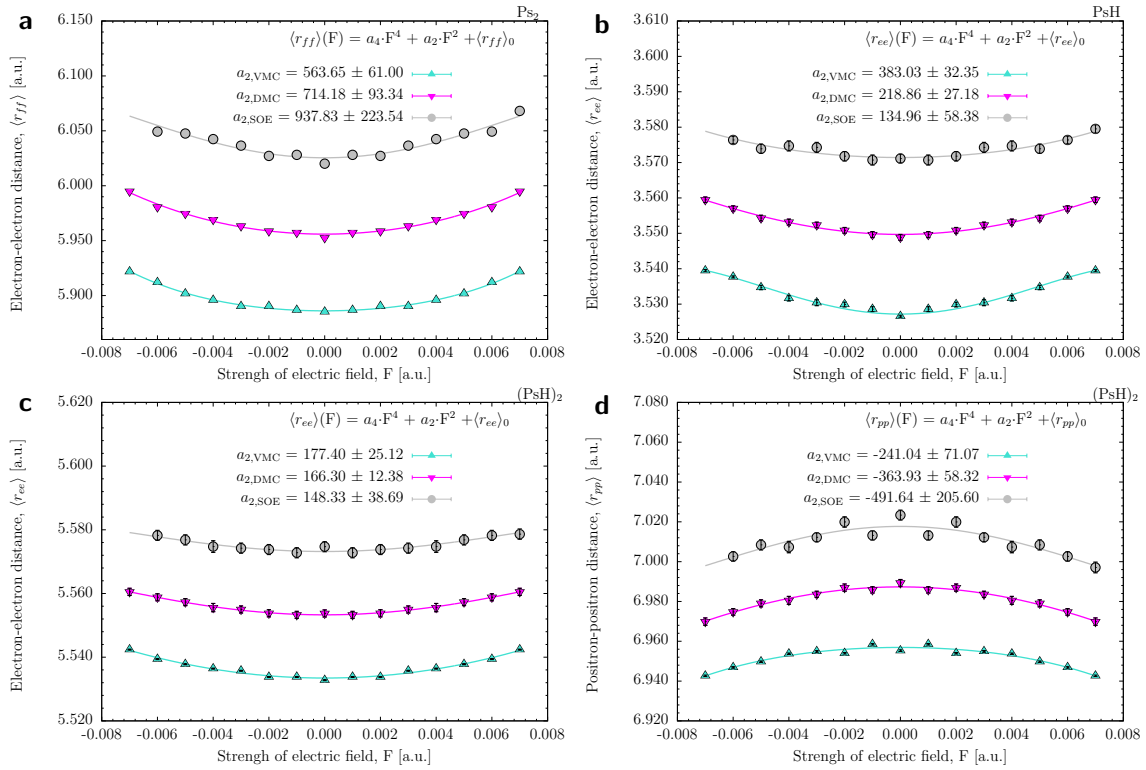 a
Ps₂
⟨r_ff⟩(F) = a₄·F⁴ + a₂·F² +⟨r_ff⟩₀
a₂,VMC = 563.65 ± 61.00
a₂,DMC = 714.18 ± 93.34
a₂,SOE = 937.83 ± 223.54
6.150
6.100
6.050
6.000
5.950
5.900
Electron-electron distance, ⟨r_ff⟩ [a.u.]
-0.008 -0.006 -0.004 -0.002 0.000 0.002 0.004 0.006 0.008
Strengh of electric field, F [a.u.]
b
PsH
⟨r_ee⟩(F) = a₄·F⁴ + a₂·F² +⟨r_ee⟩₀
a₂,VMC = 383.03 ± 32.35
a₂,DMC = 218.86 ± 27.18
a₂,SOE = 134.96 ± 58.38
3.610
3.600
3.590
3.580
3.570
3.560
3.550
3.540
3.530
3.520
Electron-electron distance, ⟨r_ee⟩ [a.u.]
-0.008 -0.006 -0.004 -0.002 0.000 0.002 0.004 0.006 0.008
Strengh of electric field, F [a.u.]
c
(PsH)₂
⟨r_ee⟩(F) = a₄·F⁴ + a₂·F² +⟨r_ee⟩₀
a₂,VMC = 177.40 ± 25.12
a₂,DMC = 166.30 ± 12.38
a₂,SOE = 148.33 ± 38.69
5.620
5.600
5.580
5.560
5.540
5.520
Electron-electron distance, ⟨r_ee⟩ [a.u.]
-0.008 -0.006 -0.004 -0.002 0.000 0.002 0.004 0.006 0.008
Strengh of electric field, F [a.u.]
d
(PsH)₂
⟨r_pp⟩(F) = a₄·F⁴ + a₂·F² +⟨r_pp⟩₀
a₂,VMC = -241.04 ± 71.07
a₂,DMC = -363.93 ± 58.32
a₂,SOE = -491.64 ± 205.60
7.080
7.060
7.040
7.020
7.000
6.980
6.960
6.940
6.920
Positron-positron distance, ⟨r_pp⟩ [a.u.]
-0.008 -0.006 -0.004 -0.002 0.000 0.002 0.004 0.006 0.008
Strengh of electric field, F [a.u.]